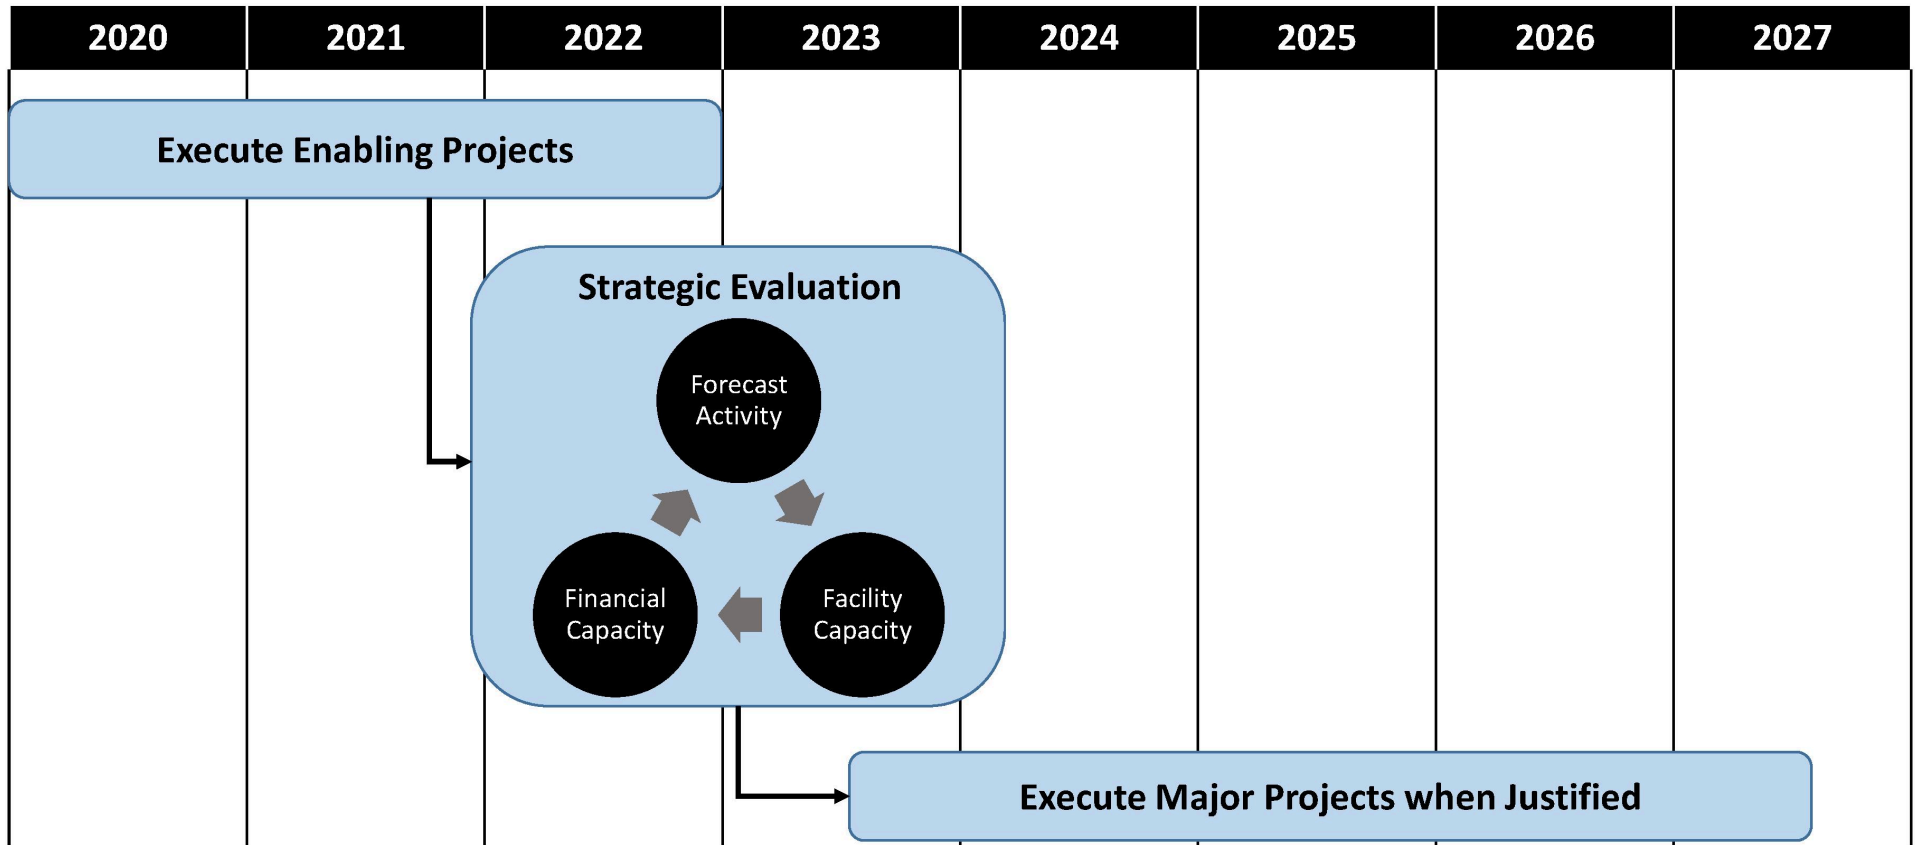 2020 2021 2022 2023 2024 2025 2026 2027
Execute Enabling Projects
Strategic Evaluation
Forecast
Activity
Financial
Capacity
Facility
Capacity
Execute Major Projects when Justified